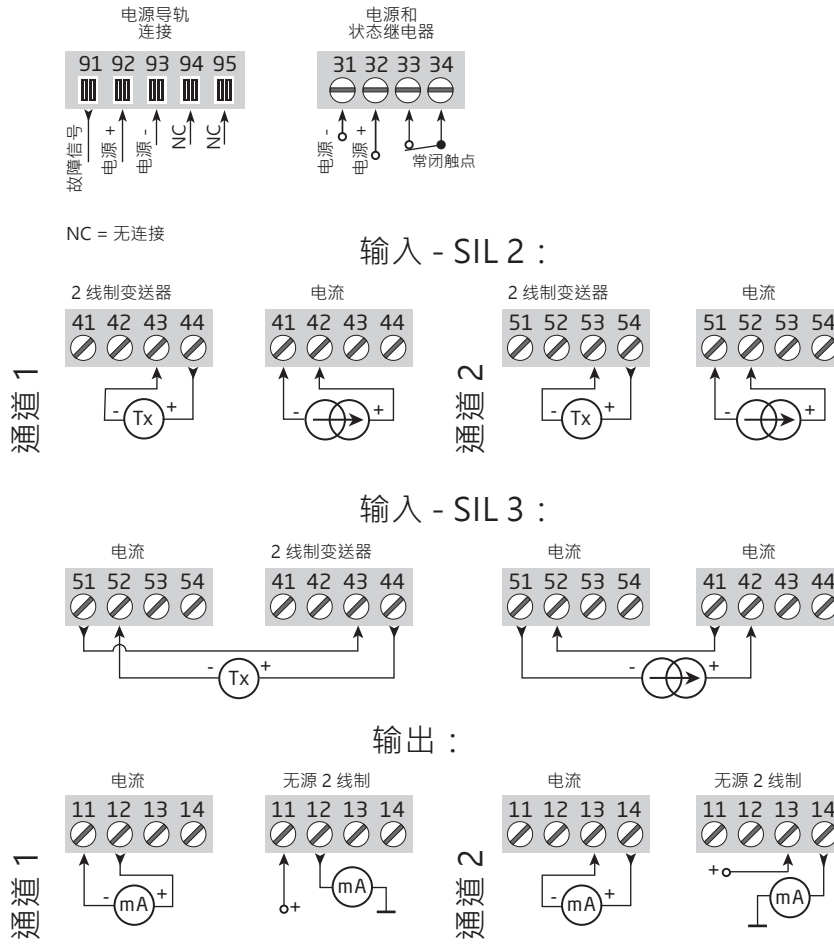 电源导轨
连接
91 92 93 94 95
故障信号
电源 +
电源 -
NC
NC
电源和
状态继电器
31 32 33 34
电源 -
电源 +
常闭触点
NC = 无连接
输入 - SIL 2：
通道 1
2 线制变送器
41 42 43 44
- Tx +
电流
41 42 43 44
- +
通道 2
2 线制变送器
51 52 53 54
- Tx +
电流
51 52 53 54
- +
输入 - SIL 3：
电流
51 52 53 54
2 线制变送器
41 42 43 44
- Tx +
电流
51 52 53 54
电流
41 42 43 44
- +
输出：
通道 1
电流
11 12 13 14
- mA +
无源 2 线制
11 12 13 14
+
mA
通道 2
电流
11 12 13 14
- mA +
无源 2 线制
11 12 13 14
+
mA